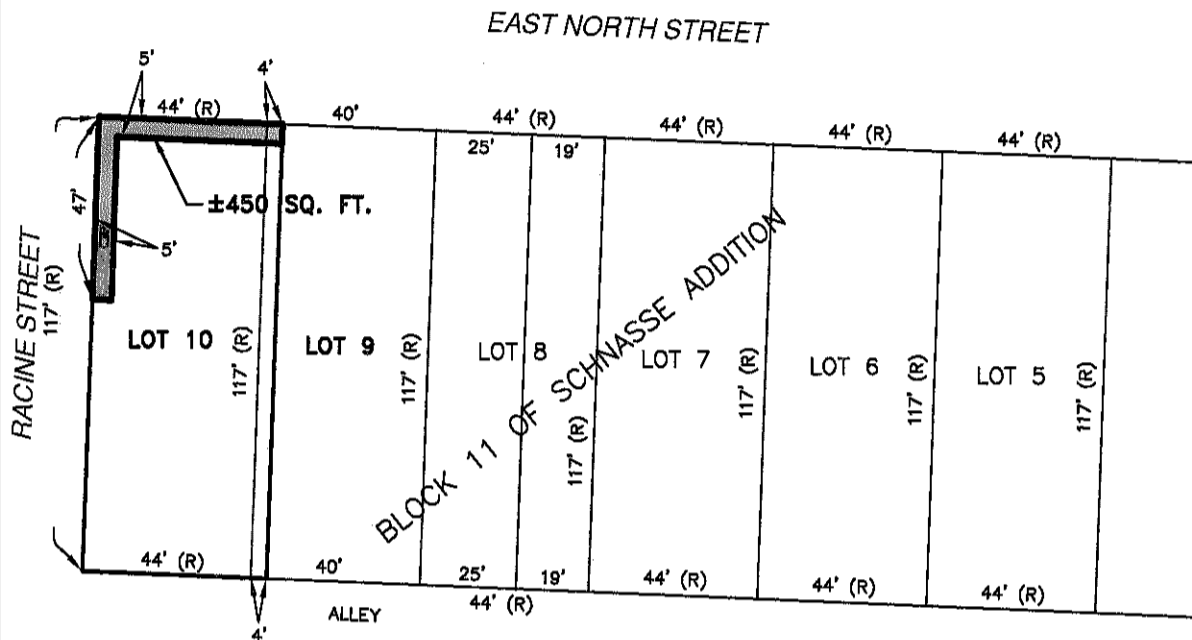 EAST NORTH STREET
5'
4'
44' (R)
40'
44' (R)
44' (R)
44' (R)
44' (R)
25'
19'
47'
±450 SQ. FT.
5'
RACINE STREET
117' (R)
LOT 10
117' (R)
LOT 9
117' (R)
LOT 8
117' (R)
LOT 7
117' (R)
LOT 6
117' (R)
LOT 5
117' (R)
BLOCK 11 OF SCHNASSE ADDITION
44' (R)
40'
25'
19'
44' (R)
44' (R)
44' (R)
44' (R)
4'
ALLEY